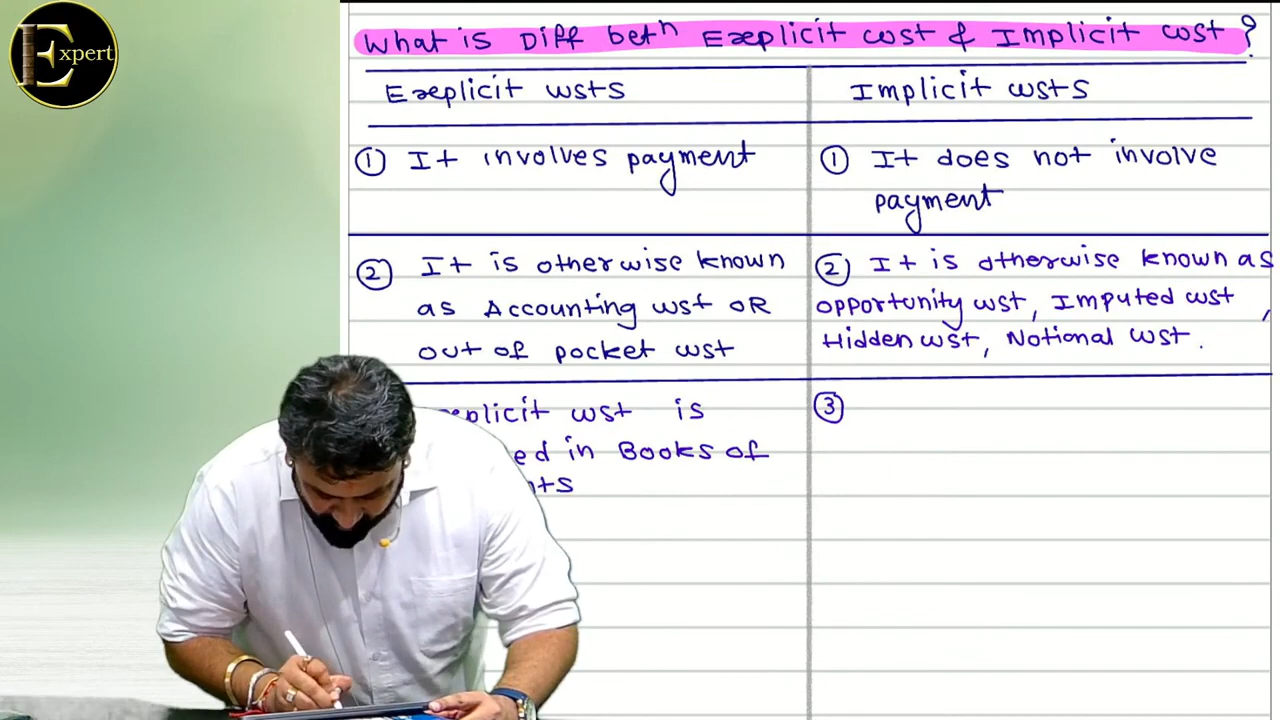 Expert
What is Diff betn Explicit cost & Implicit cost ?
Explicit costs
Implicit costs
① It involves payment
① It does not involve
payment
② It is otherwise known
as Accounting cost OR
out of pocket cost
② It is otherwise known as
opportunity cost, Imputed cost ,
Hidden cost, Notional cost .
plicit cost is
ed in Books of
nts
③